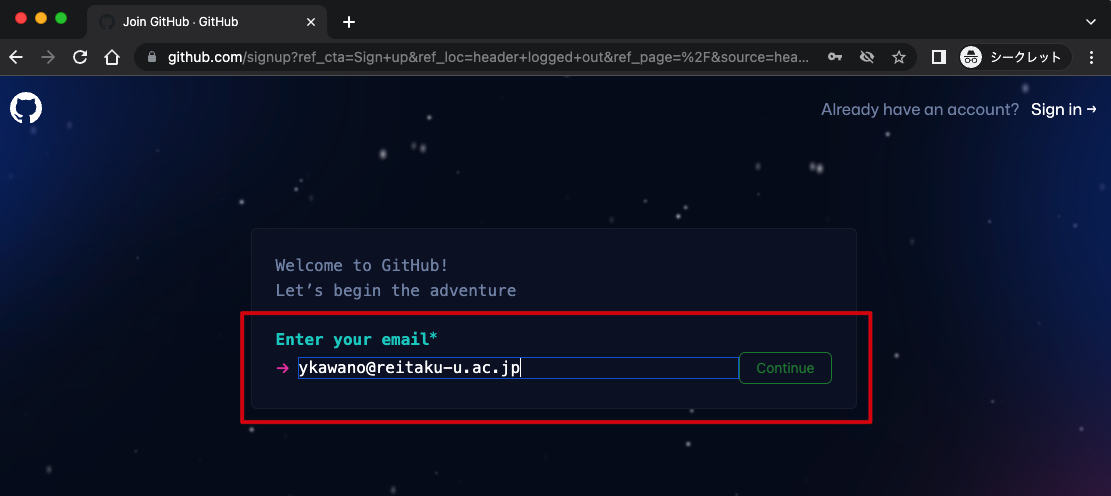 Join GitHub · GitHub
github.com/signup?ref_cta=Sign+up&ref_loc=header+logged+out&ref_page=%2F&source=hea...
シークレット
Already have an account? Sign in →
Welcome to GitHub!
Let’s begin the adventure
Enter your email*
→ ykawano@reitaku-u.ac.jp Continue